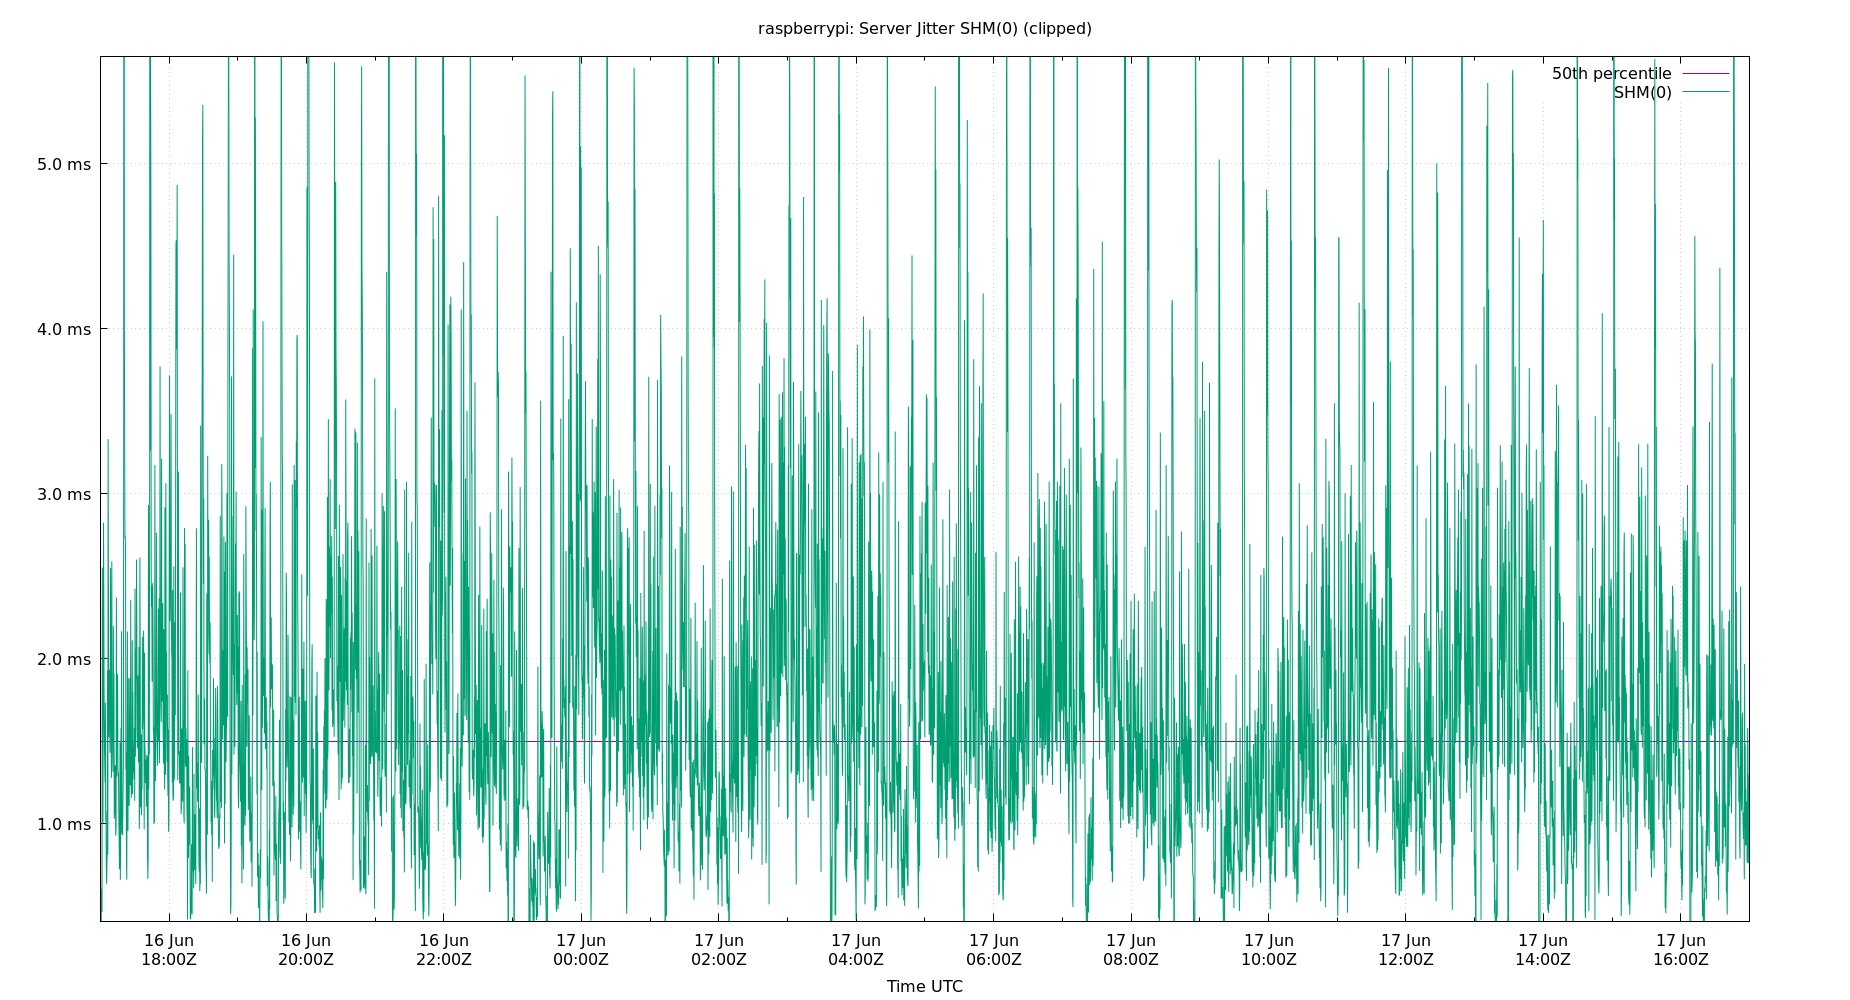 raspberrypi: Server Jitter SHM(0) (clipped)
50th percentile
SHM(0)
5.0 ms
4.0 ms
3.0 ms
2.0 ms
1.0 ms
16 Jun 16 Jun 16 Jun 17 Jun 17 Jun 17 Jun 17 Jun 17 Jun 17 Jun 17 Jun 17 Jun 17 Jun
18:00Z 20:00Z 22:00Z 00:00Z 02:00Z 04:00Z 06:00Z 08:00Z 10:00Z 12:00Z 14:00Z 16:00Z
Time UTC